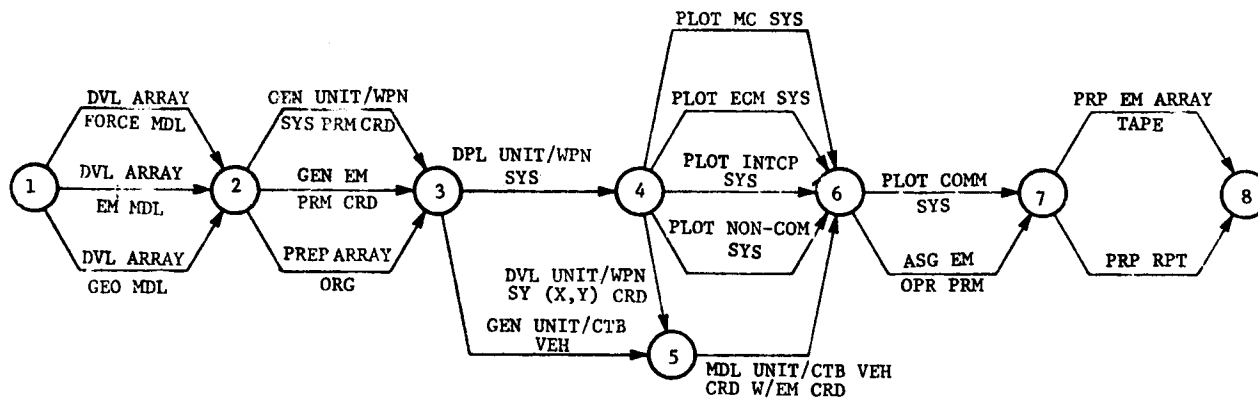 PLOT MC SYS
DVL ARRAY
FORCE MDL
GEN UNIT/WPN
SYS PRM CRD
PLOT ECM SYS
PRP EM ARRAY
TAPE
1
DVL ARRAY
EM MDL
2
GEN EM
PRM CRD
3
DPL UNIT/WPN
SYS
4
PLOT INTCP
SYS
6
PLOT COMM
SYS
7
8
DVL ARRAY
GEO MDL
PREP ARRAY
ORG
PLOT NON-COM
SYS
ASG EM
OPR PRM
PRP RPT
DVL UNIT/WPN
SY (X,Y) CRD
GEN UNIT/CTB
VEH
5
MDL UNIT/CTB VEH
CRD W/EM CRD